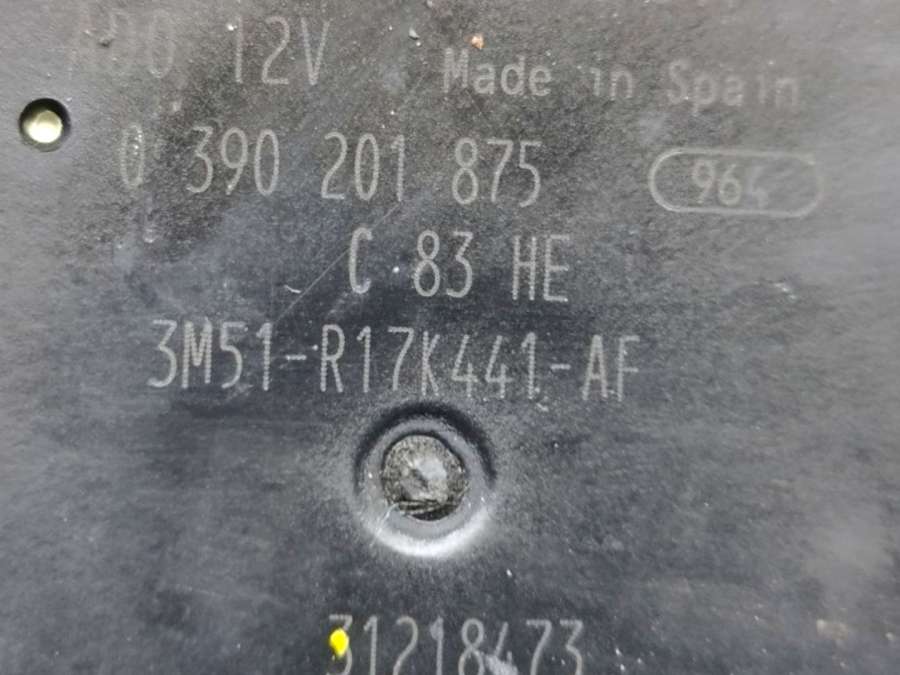 12V Made in Spain
0 390 201 875 964
C 83 HE
3M51-R17K441-AF
31218473